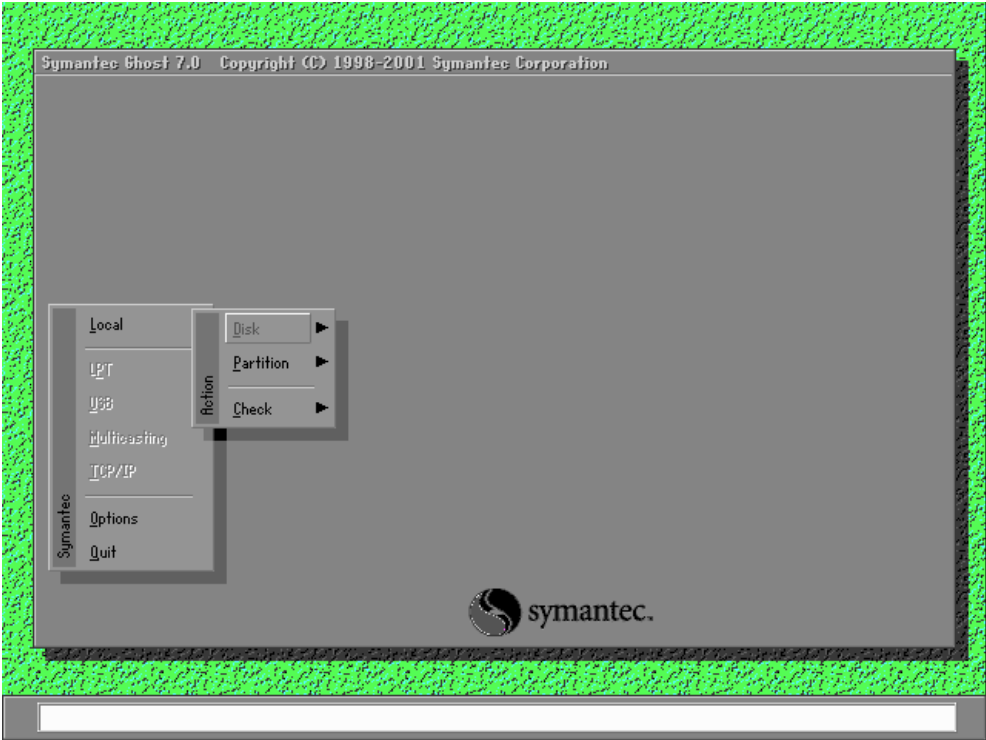 Symantec Ghost 7.0 Copyright (C) 1998-2001 Symantec Corporation
Local
LPT
USB
Multicasting
TCP/IP
Options
Quit
Symantec
Disk
Partition
Check
Action
symantec.